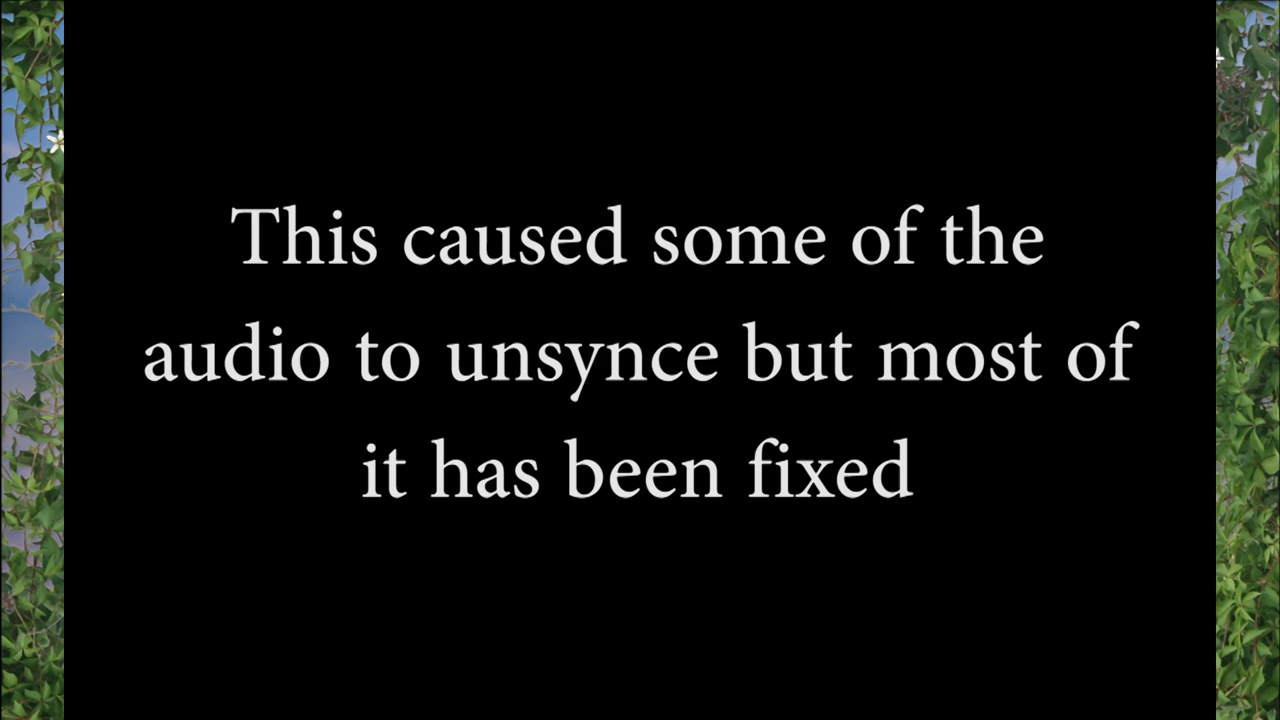 This caused some of the
audio to unsynce but most of
it has been fixed